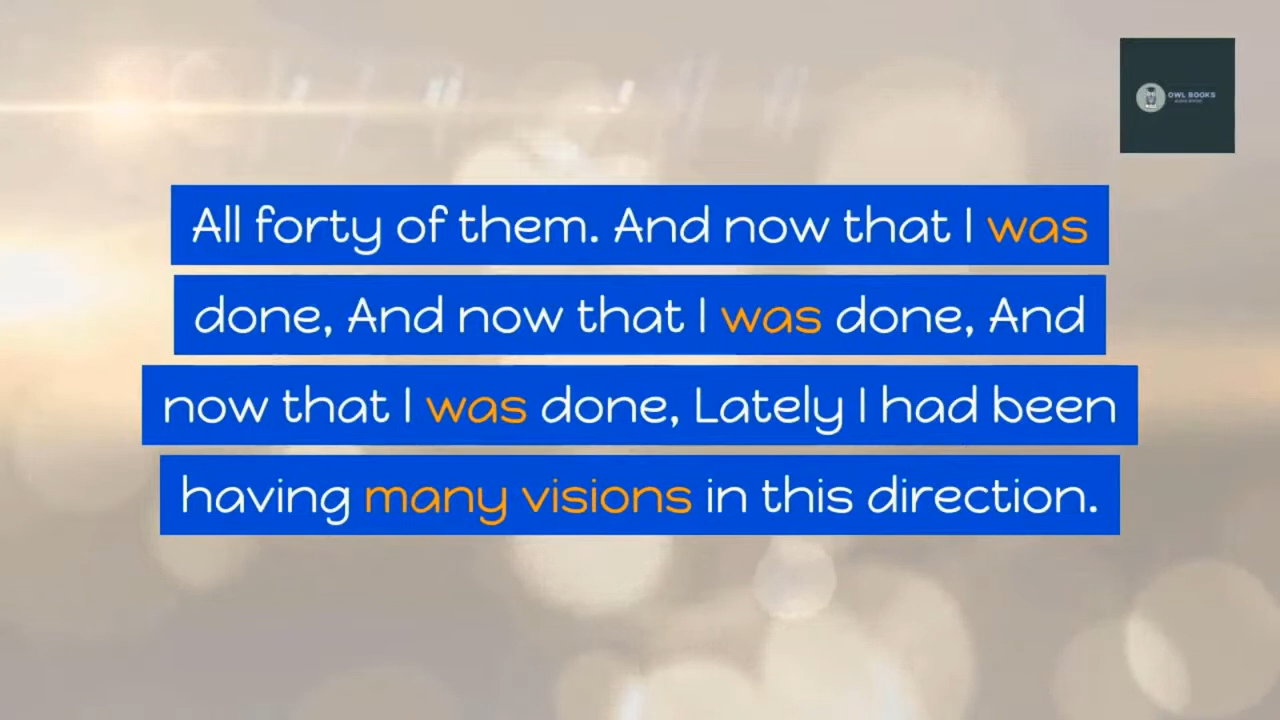 OWL BOOKS
All forty of them. And now that I was
done, And now that I was done, And
now that I was done, Lately I had been
having many visions in this direction.